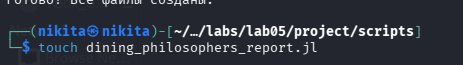 Готово! Все файлы созданы.
┌──(nikita㉿nikita)-[~/…/labs/lab05/project/scripts]
└─$ touch dining_philosophers_report.jl